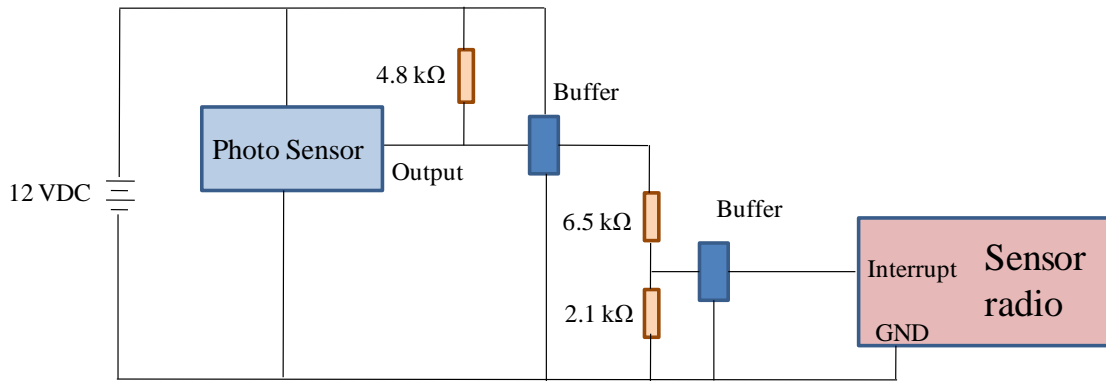 4.8 kΩ
Buffer
Photo Sensor
Output
12 VDC
6.5 kΩ
Buffer
Interrupt
Sensor
radio
2.1 kΩ
GND